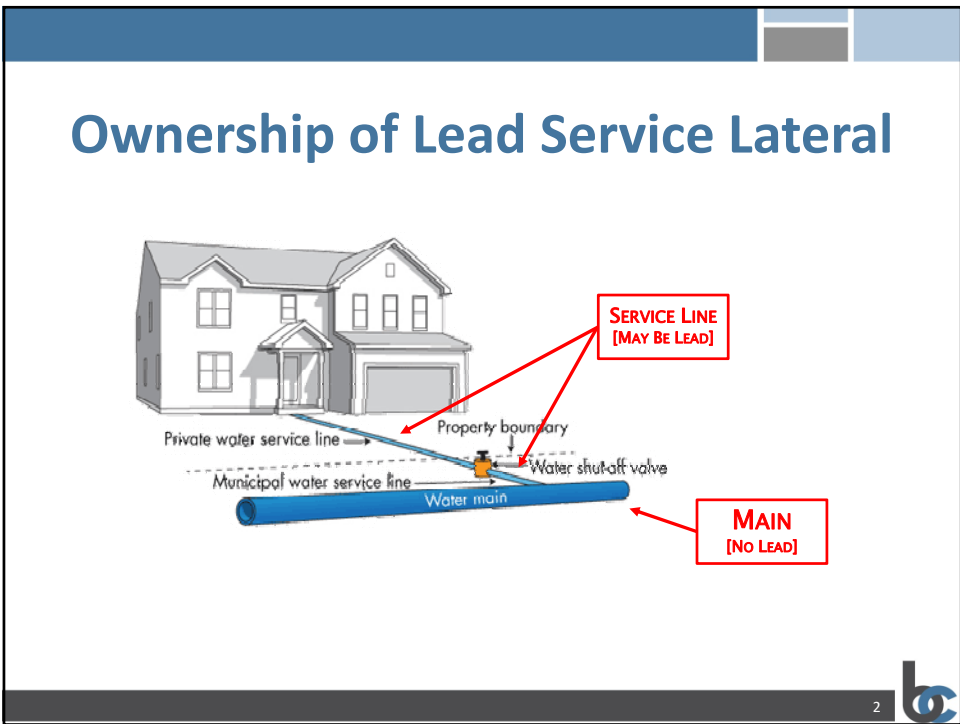 Ownership of Lead Service Lateral
SERVICE LINE
[MAY BE LEAD]
Private water service line
Property boundary
Water shut-off valve
Municipal water service line
Water main
MAIN
[NO LEAD]
2
bc